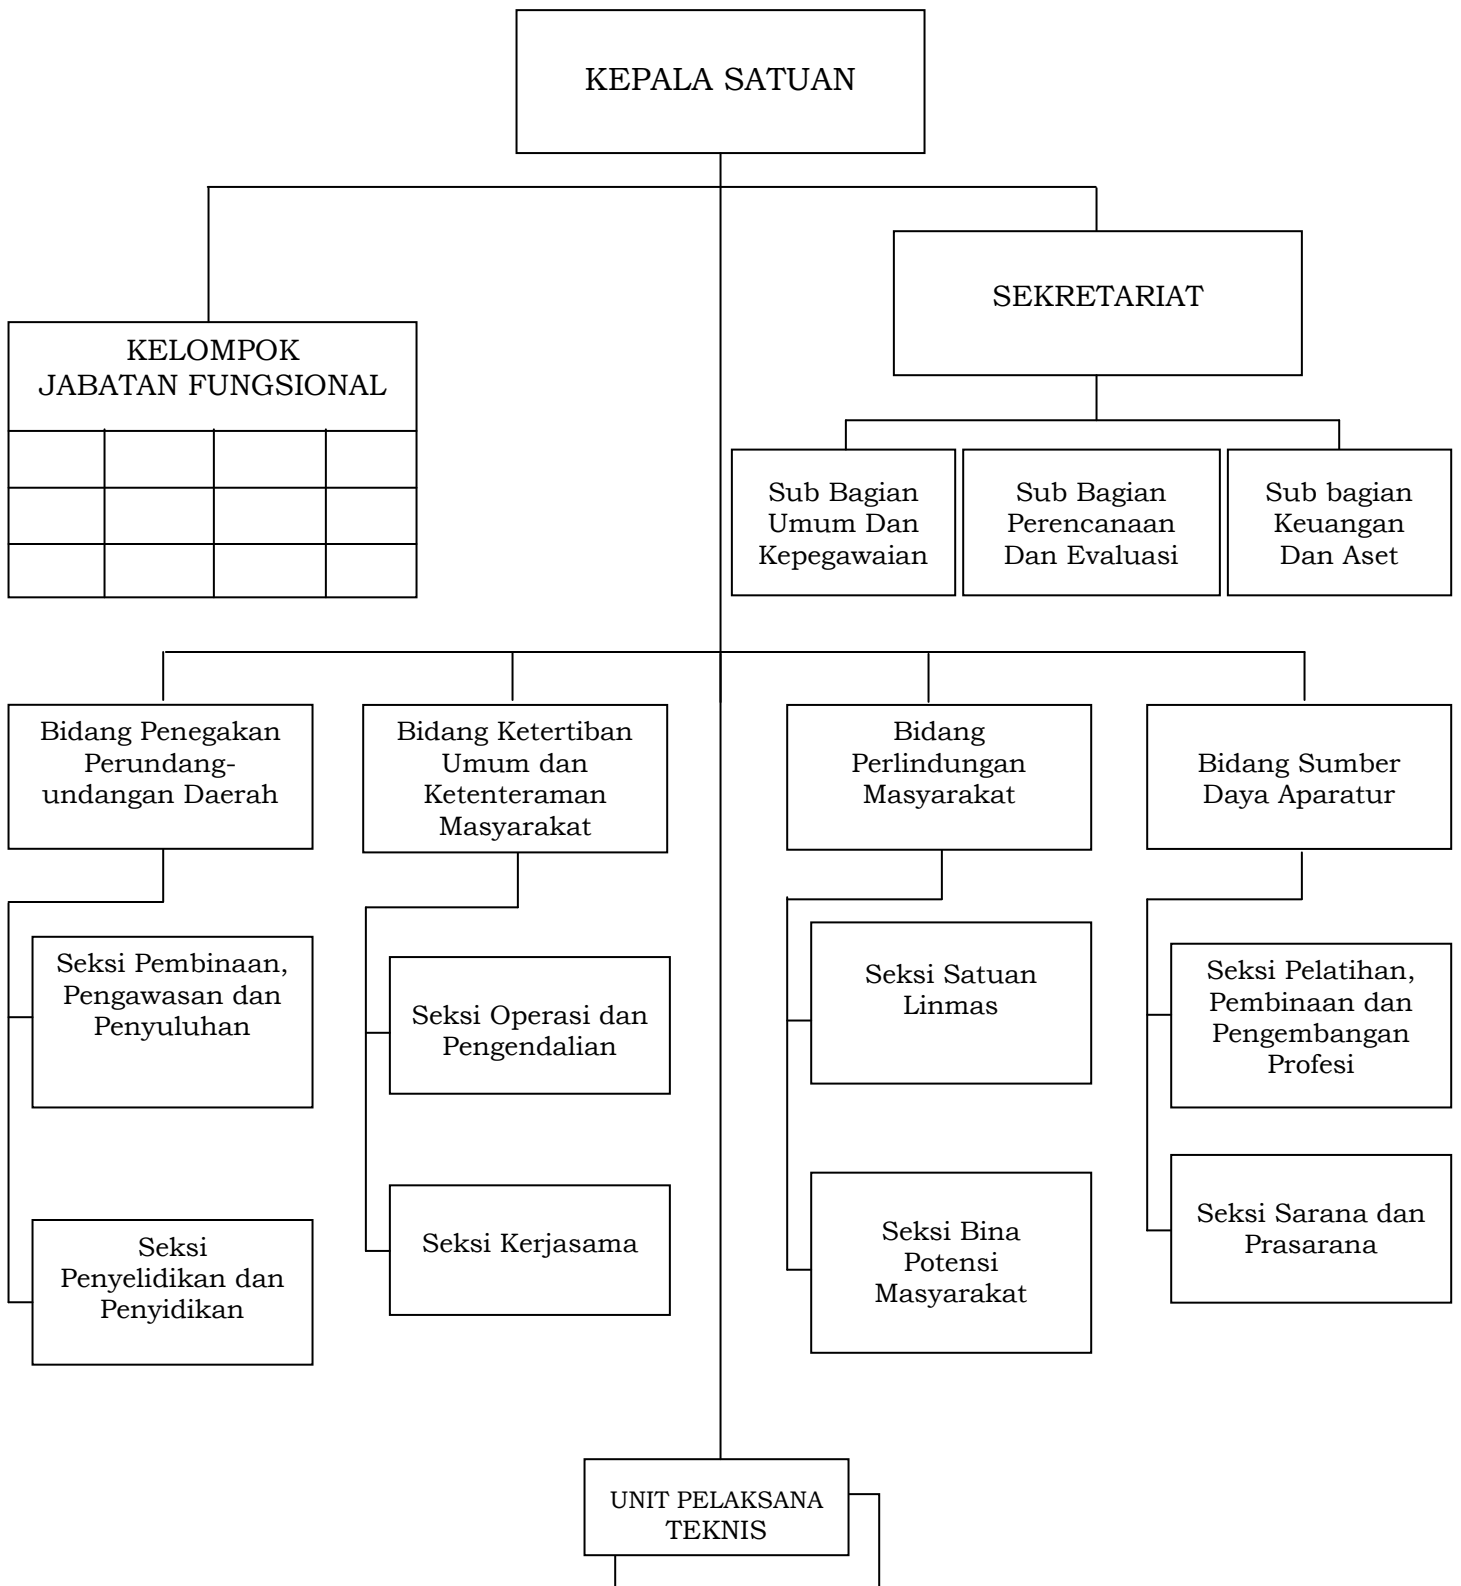 KEPALA SATUAN
SEKRETARIAT
KELOMPOK
JABATAN FUNGSIONAL
Sub Bagian
Umum Dan
Kepegawaian
Sub Bagian
Perencanaan
Dan Evaluasi
Sub bagian
Keuangan
Dan Aset
Bidang Penegakan
Perundang-
undangan Daerah
Bidang Ketertiban
Umum dan
Ketenteraman
Masyarakat
Bidang
Perlindungan
Masyarakat
Bidang Sumber
Daya Aparatur
Seksi Pembinaan,
Pengawasan dan
Penyuluhan
Seksi Operasi dan
Pengendalian
Seksi Satuan
Linmas
Seksi Pelatihan,
Pembinaan dan
Pengembangan
Profesi
Seksi
Penyelidikan dan
Penyidikan
Seksi Kerjasama
Seksi Bina
Potensi
Masyarakat
Seksi Sarana dan
Prasarana
UNIT PELAKSANA
TEKNIS